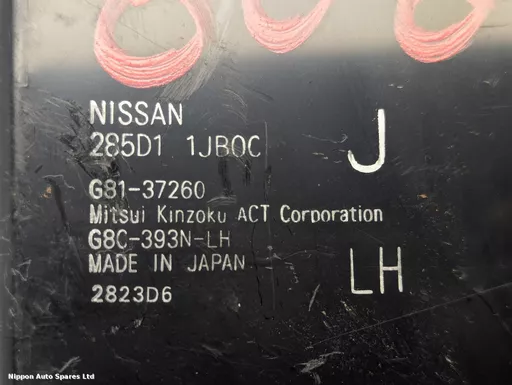 NISSAN
285D1 1JB0C
J
G81-37260
Mitsui Kinzoku ACT Corporation
G8C-393N-LH
MADE IN JAPAN
LH
2823D6
Nippon Auto Spares Ltd